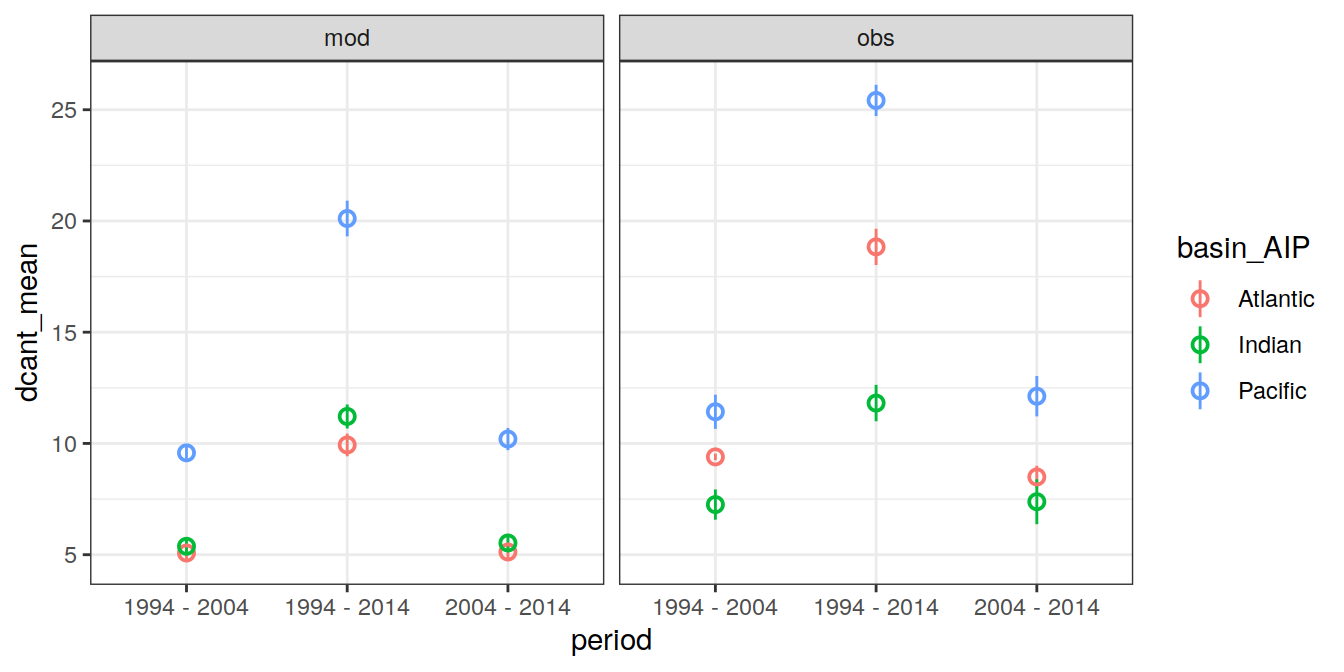 mod
obs
25
20
15
10
5
dcant_mean
1994 - 2004
1994 - 2014
2004 - 2014
1994 - 2004
1994 - 2014
2004 - 2014
period
basin_AIP
Atlantic
Indian
Pacific